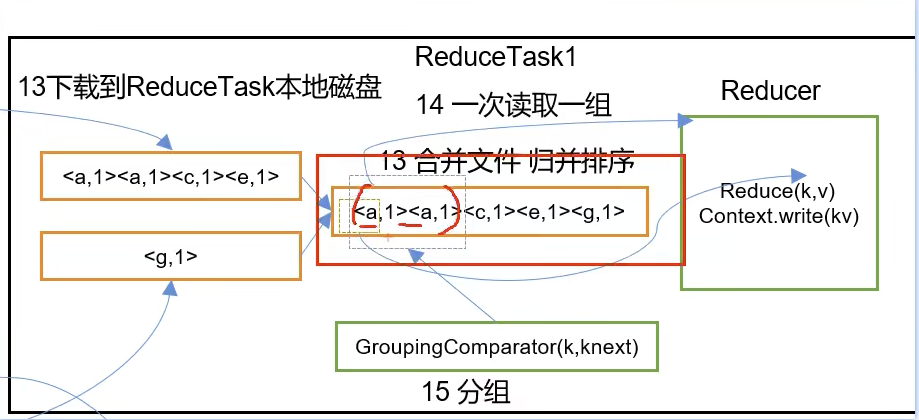 ReduceTask1
13下载到ReduceTask本地磁盘
14 一次读取一组
Reducer
13 合并文件 归并排序
<a,1><a,1><c,1><e,1>
<a,1><a,1><c,1><e,1><g,1>
Reduce(k,v)
Context.write(kv)
<g,1>
GroupingComparator(k,knext)
15 分组